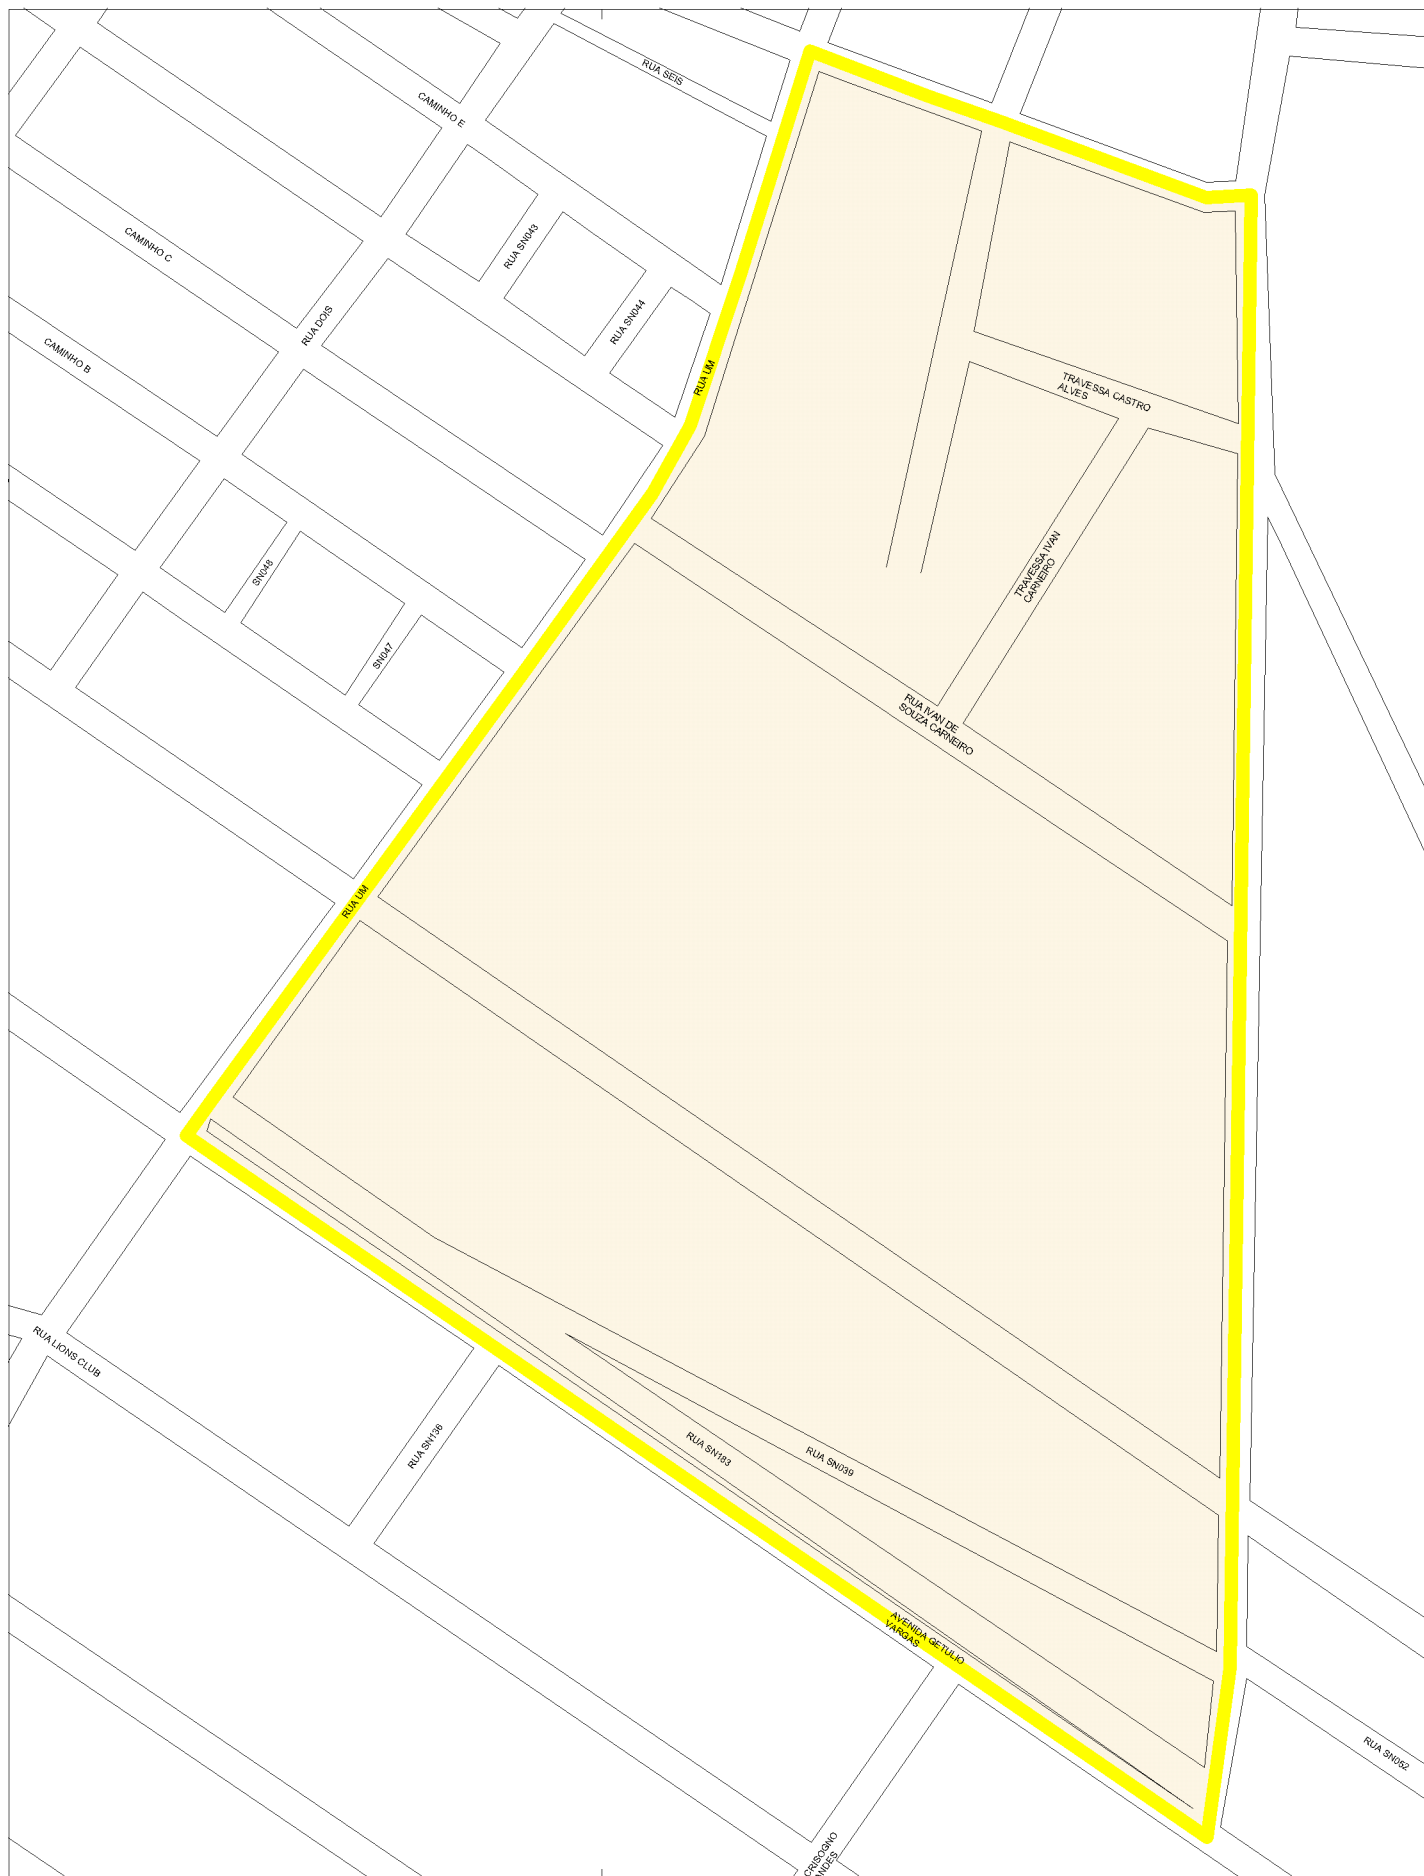 RUA SEIS
CAMINHO E
CAMINHO C
RUA SN043
RUA SN044
RUA DOIS
CAMINHO B
RUA UM
TRAVESSA CASTRO
ALVES
SN048
SN047
TRAVESSA IVAN
CARNEIRO
RUA IVAN DE
SOUZA CARNEIRO
RUA UM
RUA LIONS CLUB
RUA SN136
RUA SN183
RUA SN039
AVENIDA GETULIO
VARGAS
RUA SN052
CRISOGNO